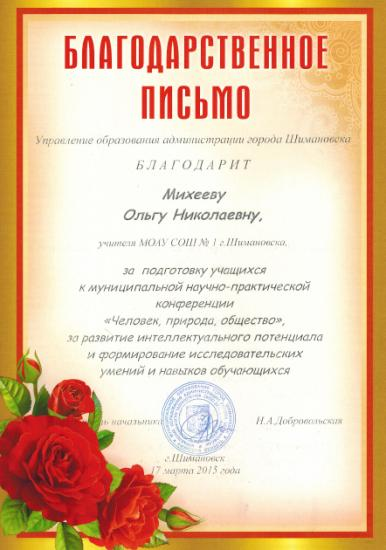 БЛАГОДАРСТВЕННОЕ
ПИСЬМО
Управление образования администрации города Шимановска
БЛАГОДАРИТ
Михееву
Ольгу Николаевну,
учителя МОАУ СОШ № 1 г.Шимановска,
за подготовку учащихся
к муниципальной научно-практической
конференции
«Человек, природа, общество»,
за развитие интеллектуального потенциала
и формирование исследовательских
умений и навыков обучающихся
начальника Н.А.Добровольская
г.Шимановск
17 марта 2015 года